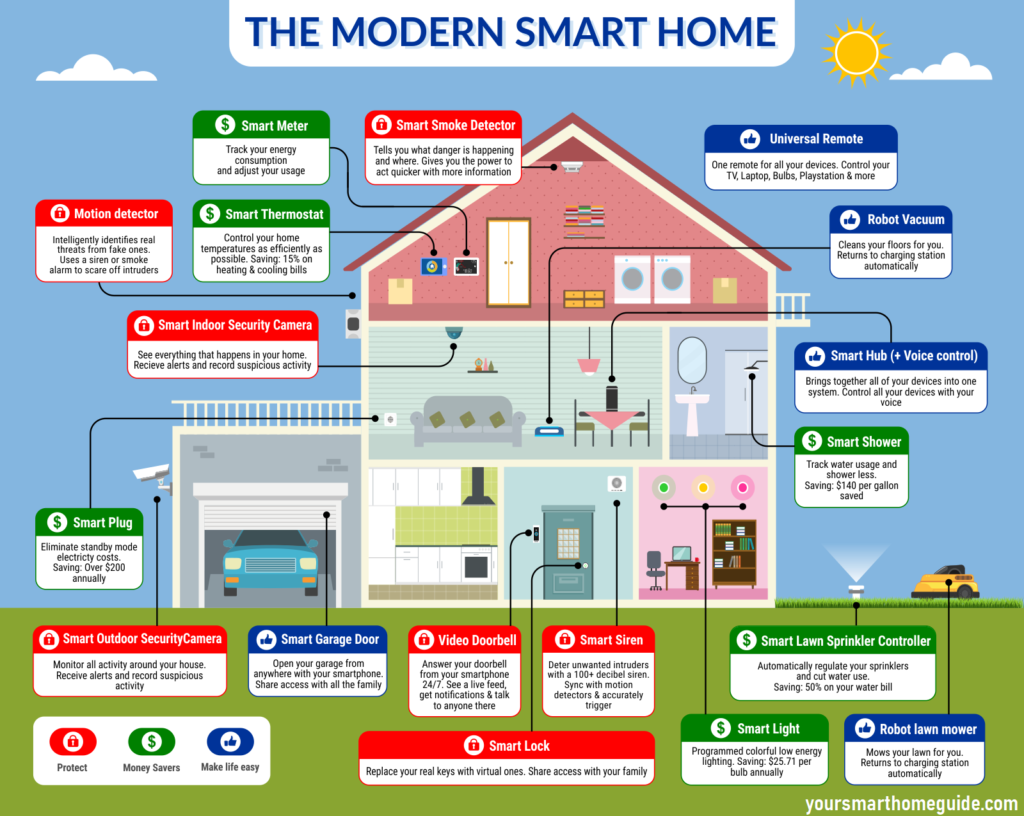 THE MODERN SMART HOME
Smart Meter
Track your energy
consumption
and adjust your usage
Smart Smoke Detector
Tells you what danger is happening
and where. Gives you the power to
act quicker with more information
Universal Remote
One remote for all your devices. Control your
TV, Laptop, Bulbs, Playstation & more
Motion detector
Intelligently identifies real
threats from fake ones.
Uses a siren or smoke
alarm to scare off intruders
Smart Thermostat
Control your home
temperatures as efficiently as
possible. Saving: 15% on
heating & cooling bills
Robot Vacuum
Cleans your floors for you.
Returns to charging station
automatically
Smart Indoor Security Camera
See everything that happens in your home.
Recieve alerts and record suspicious activity
Smart Hub (+ Voice control)
Brings together all of your devices into one
system. Control all your devices with your
voice
Smart Shower
Track water usage and
shower less.
Saving: $140 per gallon
saved
Smart Plug
Eliminate standby mode
electricty costs.
Saving: Over $200
annually
Smart Outdoor SecurityCamera
Monitor all activity around your house.
Receive alerts and record suspicious
activity
Smart Garage Door
Open your garage from
anywhere with your smartphone.
Share access with all the family
Video Doorbell
Answer your doorbell
from your smartphone
24/7. See a live feed,
get notifications & talk
to anyone there
Smart Siren
Deter unwanted intruders
with a 100+ decibel siren.
Sync with motion
detectors & accurately
trigger
Smart Lawn Sprinkler Controller
Automatically regulate your sprinklers
and cut water use.
Saving: 50% on your water bill
Smart Lock
Replace your real keys with virtual ones. Share access with your family
Smart Light
Programmed colorful low energy
lighting. Saving: $25.71 per
bulb annually
Robot lawn mower
Mows your lawn for you.
Returns to charging station
automatically
Protect
Money Savers
Make life easy
yoursmarthomeguide.com